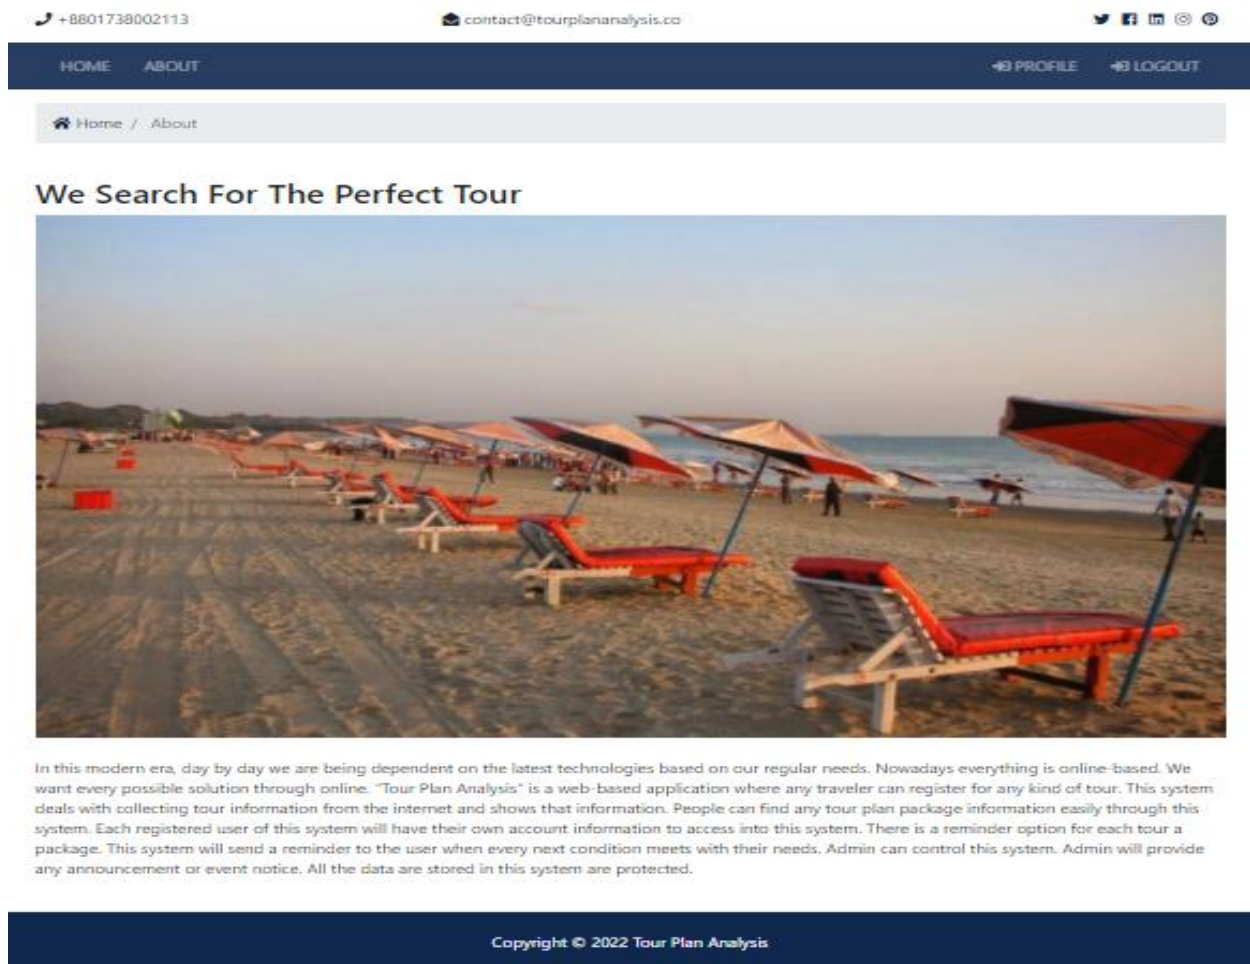 +8801738002113 contact@tourplananalysis.co
HOME ABOUT PROFILE LOGOUT
Home / About
We Search For The Perfect Tour
In this modern era, day by day we are being dependent on the latest technologies based on our regular needs. Nowadays everything is online-based. We
want every possible solution through online. "Tour Plan Analysis" is a web-based application where any traveler can register for any kind of tour. This system
deals with collecting tour information from the internet and shows that information. People can find any tour plan package information easily through this
system. Each registered user of this system will have their own account information to access into this system. There is a reminder option for each tour a
package. This system will send a reminder to the user when every next condition meets with their needs. Admin can control this system. Admin will provide
any announcement or event notice. All the data are stored in this system are protected.
Copyright © 2022 Tour Plan Analysis